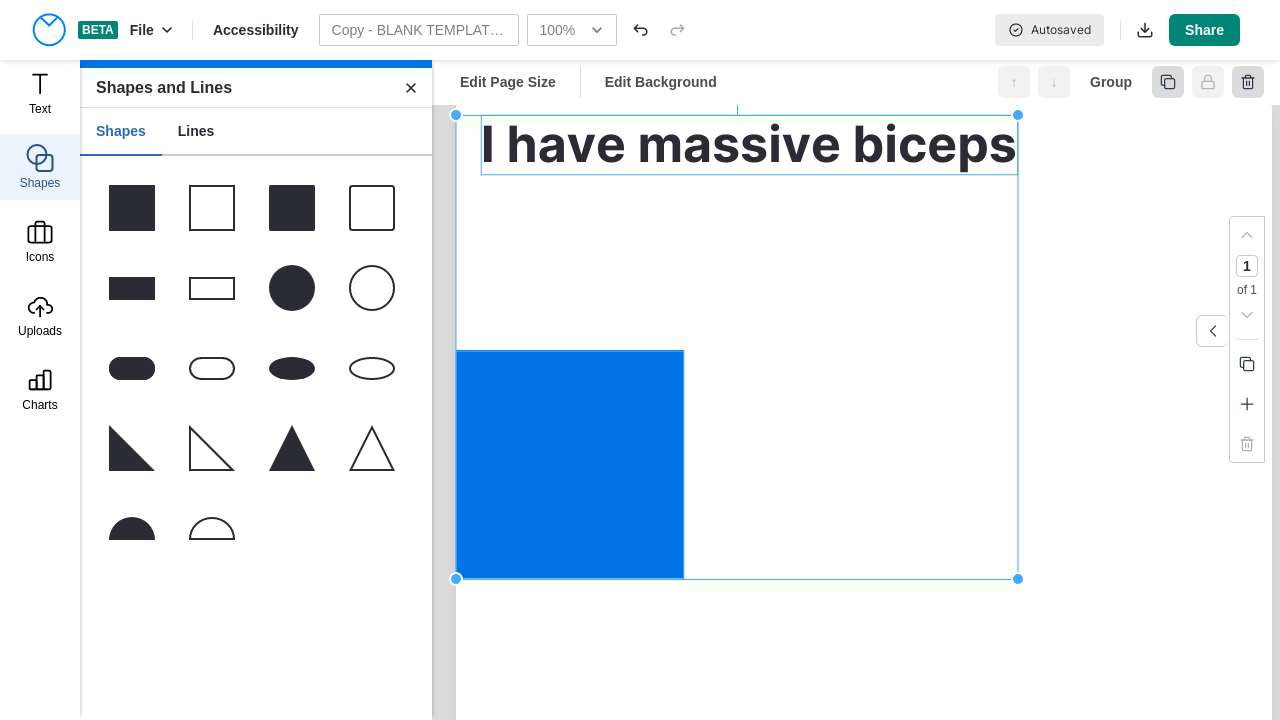 BETA
File
Accessibility
Copy - BLANK TEMPLAT…
100%
Autosaved
Share
Text
Shapes
Icons
Uploads
Charts
Shapes and Lines
Shapes
Lines
Edit Page Size
Edit Background
↑
↓
Group
I have massive biceps
1
of 1